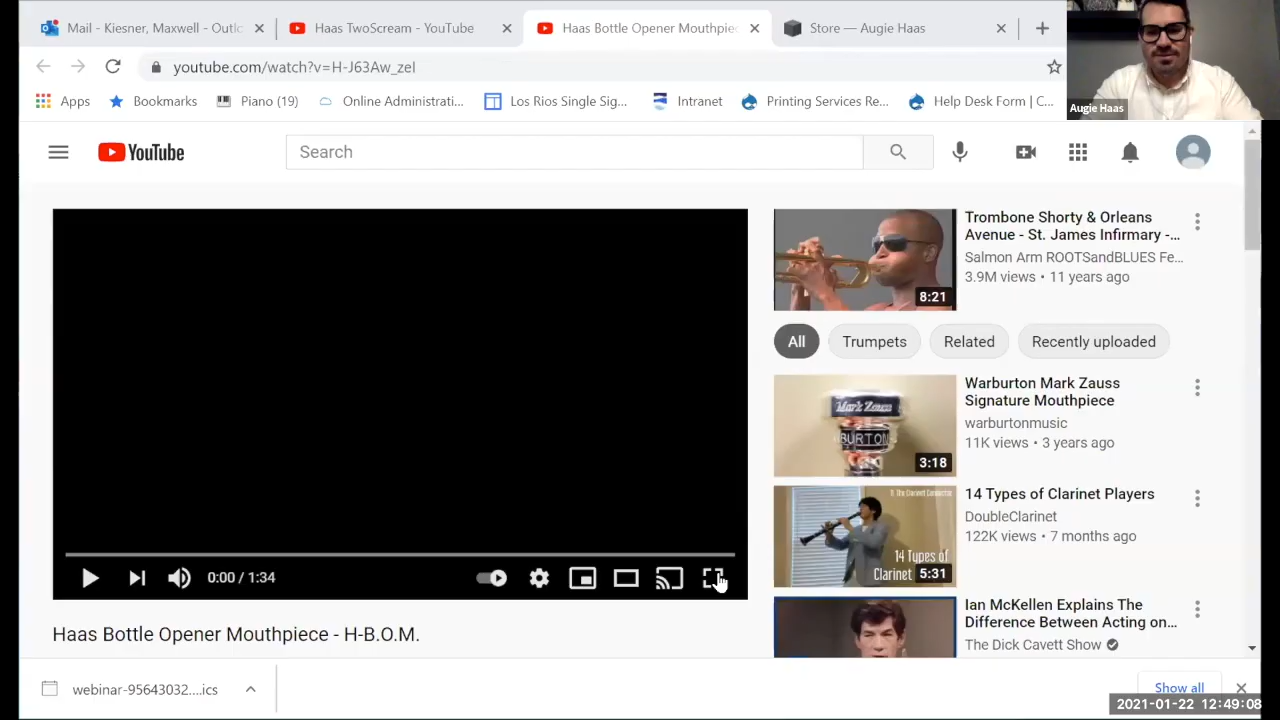 Mail - Kiesner, Maxwell - Outlo
Haas Two Scream - YouTub
Haas Bottle Opener Mouthpiec
Store — Augie Haas
youtube.com/watch?v=H-J63Aw_zeI
Apps
Bookmarks
Piano (19)
Online Administrati...
Los Rios Single Sig...
Intranet
Printing Services Re...
Help Desk Form | C...
Augie Haas
YouTube
Search
Trombone Shorty & Orleans
Avenue - St. James Infirmary -...
Salmon Arm ROOTSandBLUES Fe...
3.9M views • 11 years ago
8:21
All
Trumpets
Related
Recently uploaded
Mark Zauss
BURTON
3:18
Warburton Mark Zauss
Signature Mouthpiece
warburtonmusic
11K views • 3 years ago
14 Types of
Clarinet
5:31
14 Types of Clarinet Players
DoubleClarinet
122K views • 7 months ago
Ian McKellen Explains The
Difference Between Acting on...
The Dick Cavett Show
0:00 / 1:34
Haas Bottle Opener Mouthpiece - H-B.O.M.
webinar-95643032....ics
Show all
2021-01-22 12:49:08